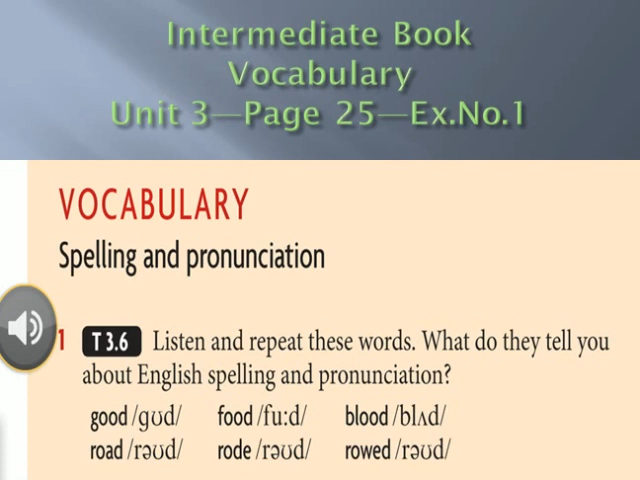 Intermediate Book
Vocabulary
Unit 3—Page 25—Ex.No.1
VOCABULARY
Spelling and pronunciation
1 T 3.6 Listen and repeat these words. What do they tell you
about English spelling and pronunciation?
good /gʊd/ food /fuːd/ blood /blʌd/
road /rəʊd/ rode /rəʊd/ rowed /rəʊd/